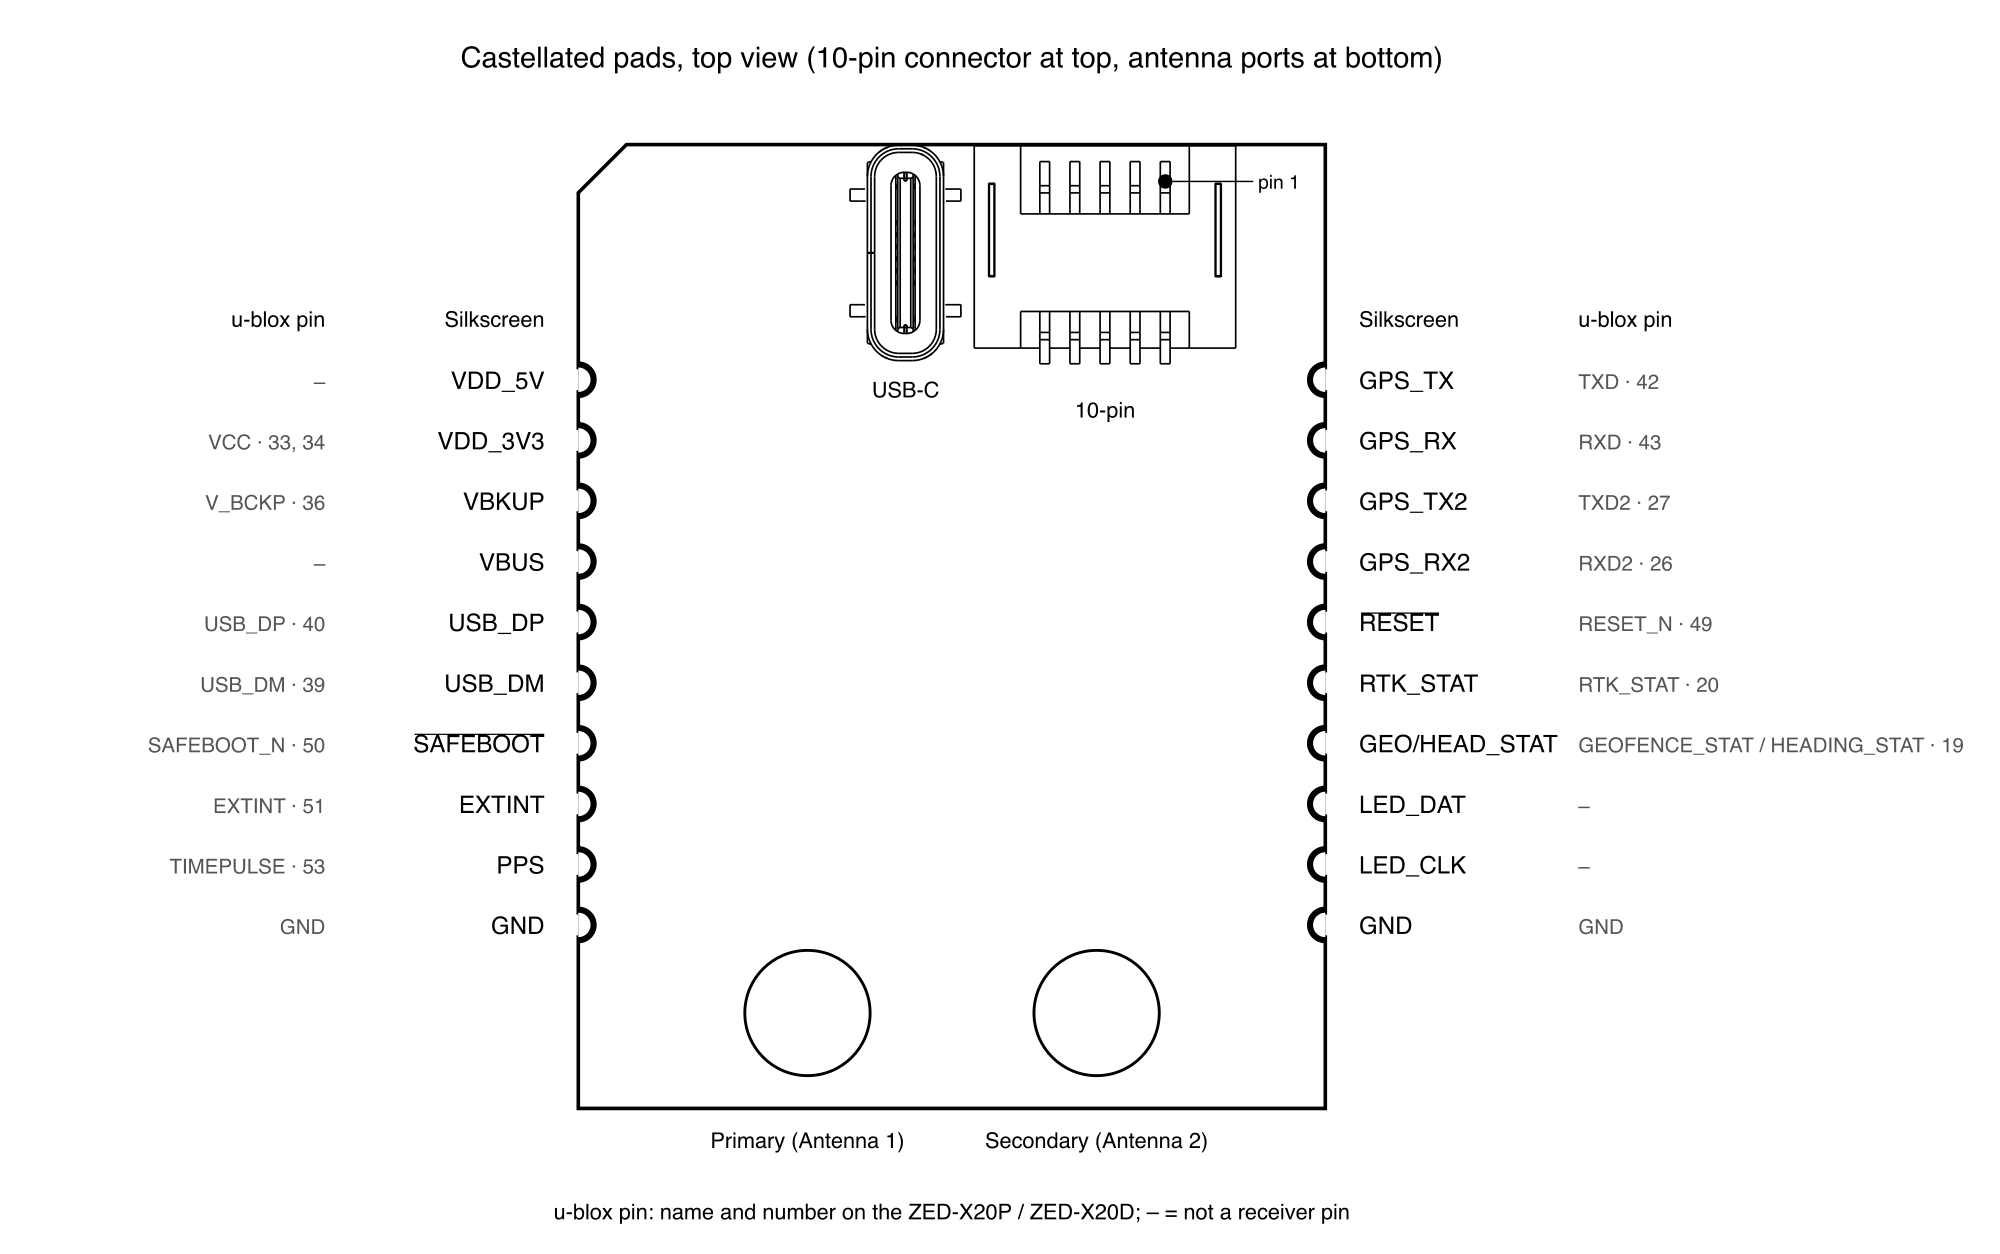 Castellated pads, top view (10-pin connector at top, antenna ports at bottom)
pin 1
u-blox pin Silkscreen Silkscreen u-blox pin
– VDD_5V USB-C GPS_TX TXD · 42
10-pin
VCC · 33, 34 VDD_3V3 GPS_RX RXD · 43
V_BCKP · 36 VBKUP GPS_TX2 TXD2 · 27
– VBUS GPS_RX2 RXD2 · 26
USB_DP · 40 USB_DP RESET RESET_N · 49
USB_DM · 39 USB_DM RTK_STAT RTK_STAT · 20
SAFEBOOT_N · 50 SAFEBOOT GEO/HEAD_STAT GEOFENCE_STAT / HEADING_STAT · 19
EXTINT · 51 EXTINT LED_DAT –
TIMEPULSE · 53 PPS LED_CLK –
GND GND GND GND
Primary (Antenna 1) Secondary (Antenna 2)
u-blox pin: name and number on the ZED-X20P / ZED-X20D; – = not a receiver pin